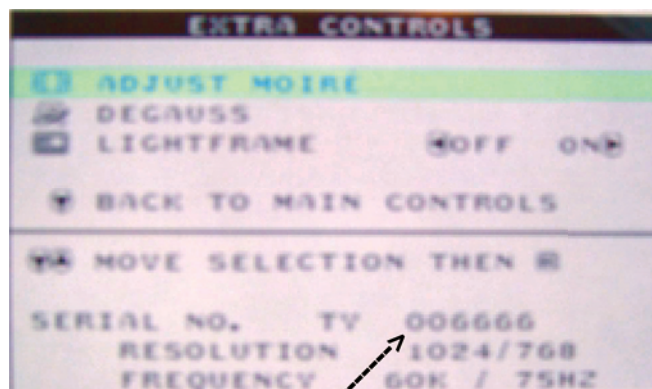 EXTRA CONTROLS
ADJUST MOIRE
DEGAUSS
LIGHTFRAME OFF ON
BACK TO MAIN CONTROLS
MOVE SELECTION THEN
SERIAL NO. TY 006666
RESOLUTION 1024/768
FREQUENCY 60K / 75HZ